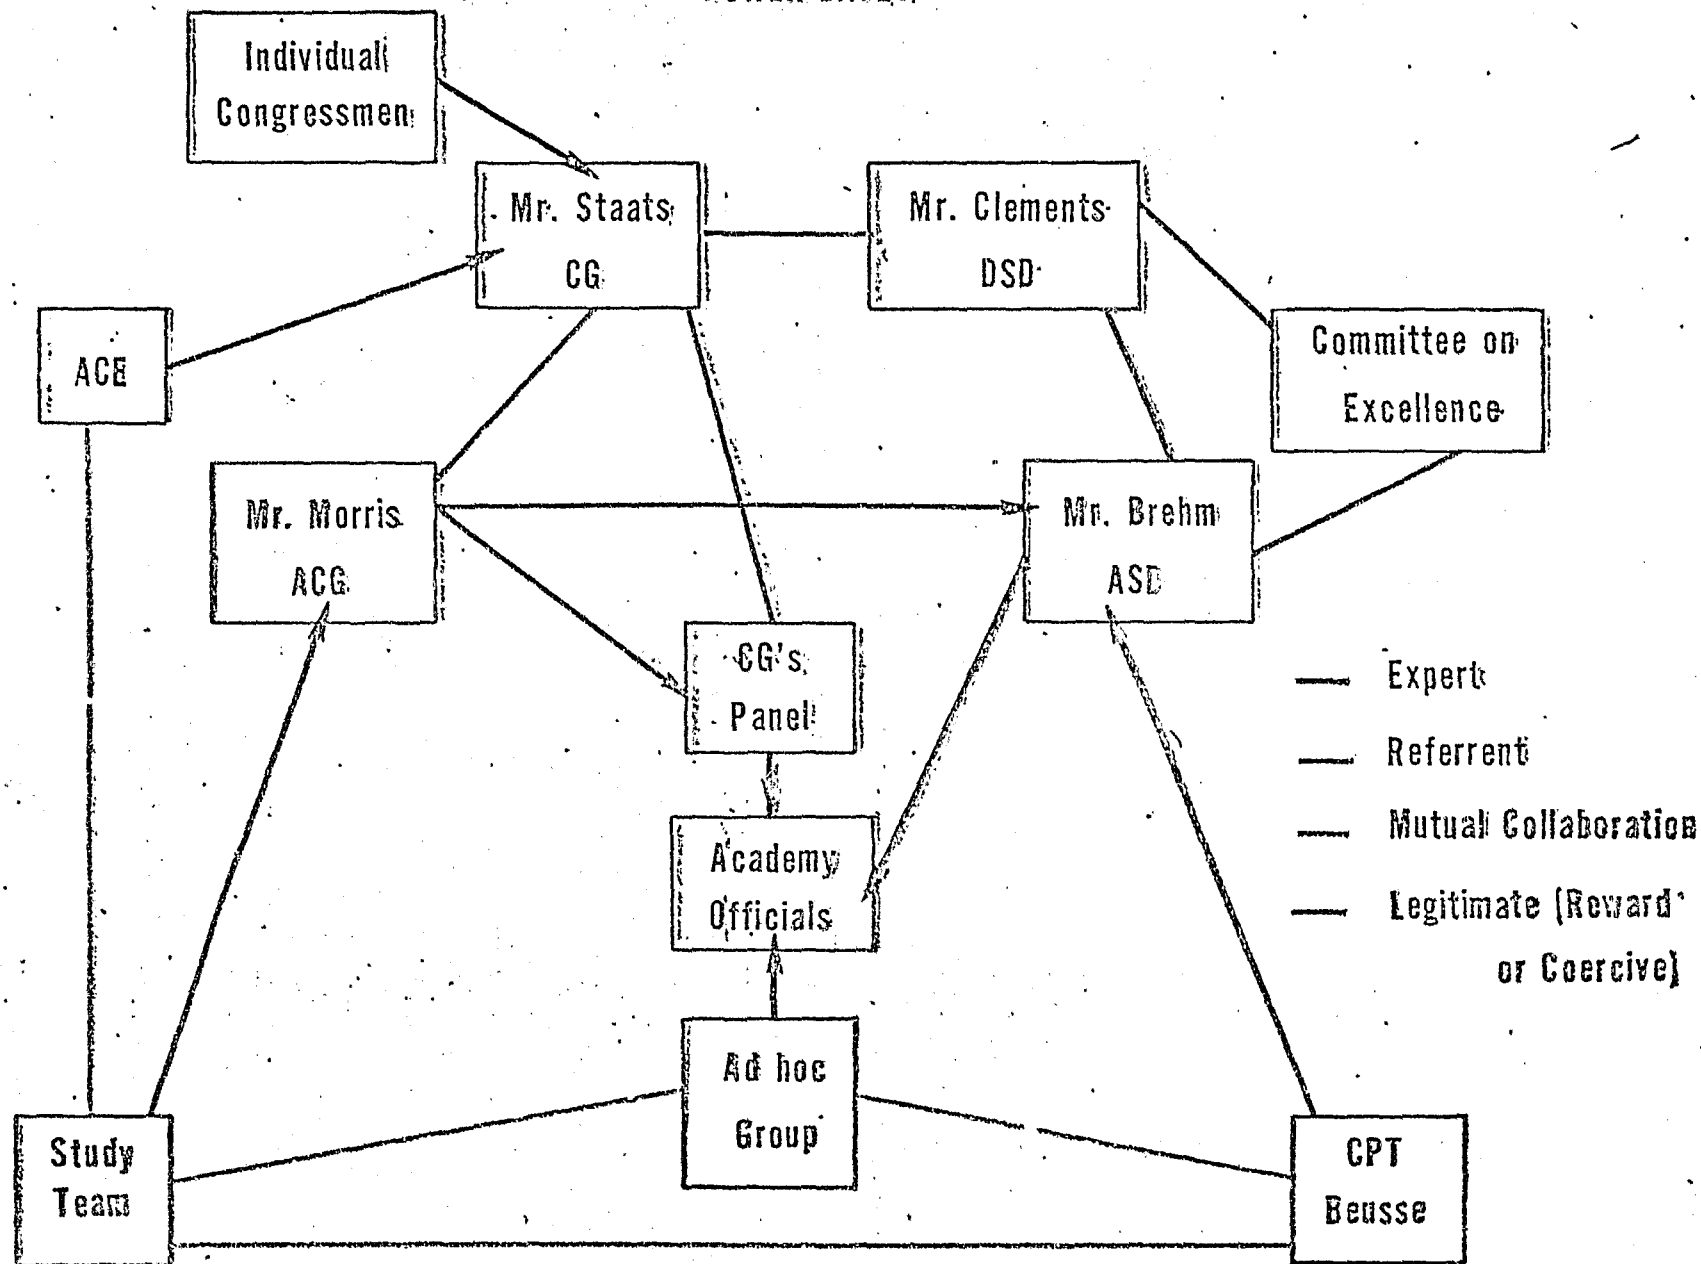 Individual
Congressmen
Mr. Staats
CG
Mr. Clements
DSD
ACE
Committee on
Excellence
Mr. Morris
ACG
Mr. Brehm
ASD
CG's
Panel
Expert
Referrent
Mutual Collaboration
Academy
Officials
Legitimate (Reward
or Coercive)
Ad hoc
Group
Study
Team
CPT
Beusse